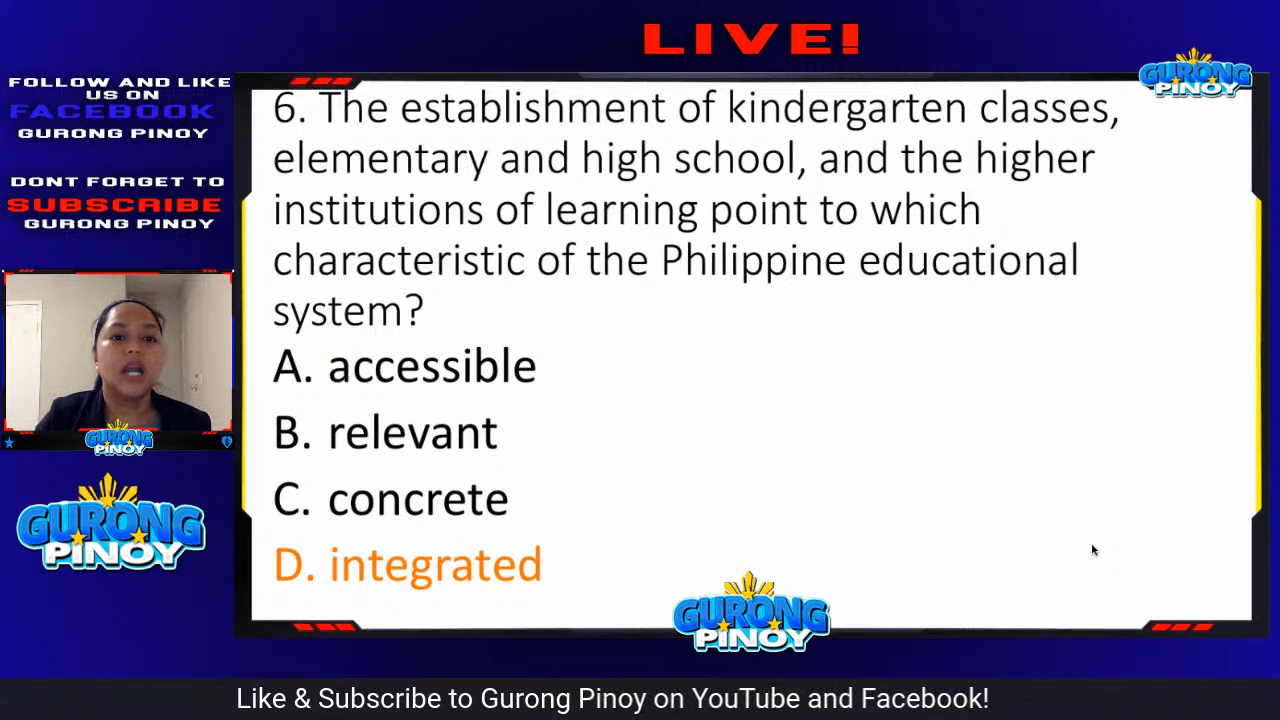 LIVE!
FOLLOW AND LIKE
US ON
FACEBOOK
GURONG PINOY
DONT FORGET TO
SUBSCRIBE
GURONG PINOY
GURONG
PINOY
6. The establishment of kindergarten classes,
elementary and high school, and the higher
institutions of learning point to which
characteristic of the Philippine educational
system?
A. accessible
B. relevant
C. concrete
D. integrated
GURONG
PINOY
GURONG
PINOY
GURONG
PINOY
Like & Subscribe to Gurong Pinoy on YouTube and Facebook!